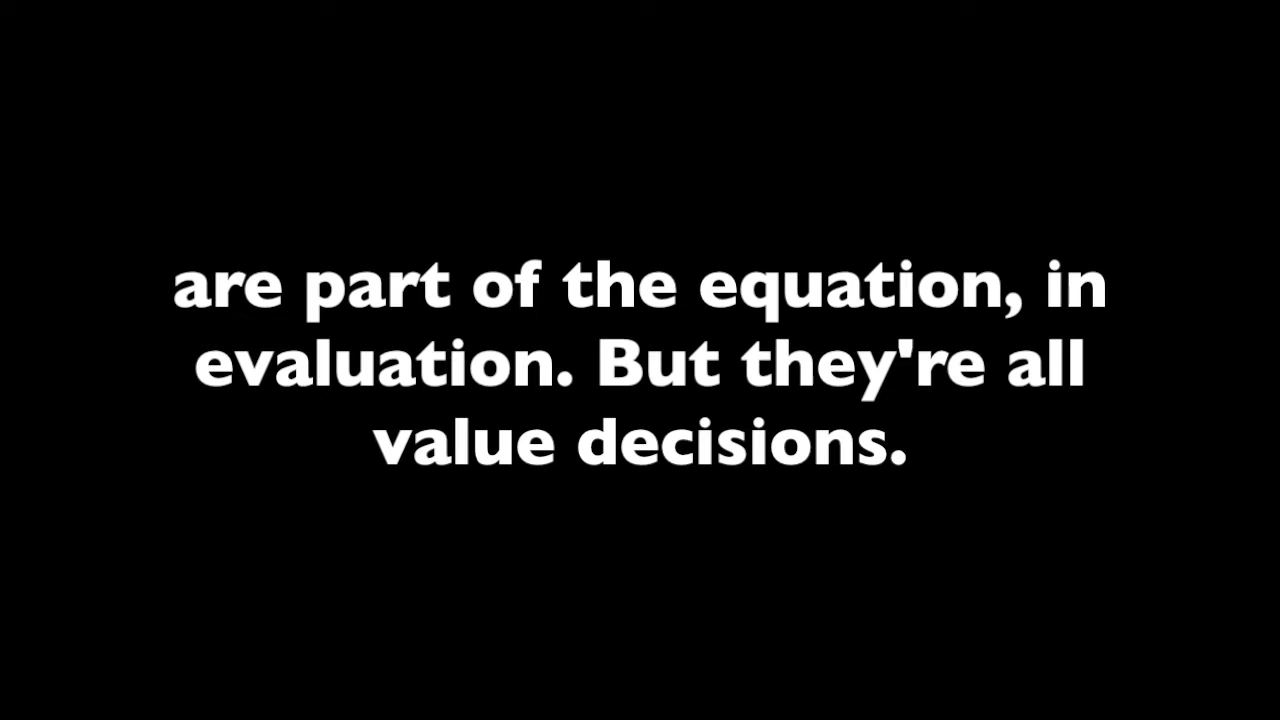 are part of the equation, in
evaluation. But they're all
value decisions.